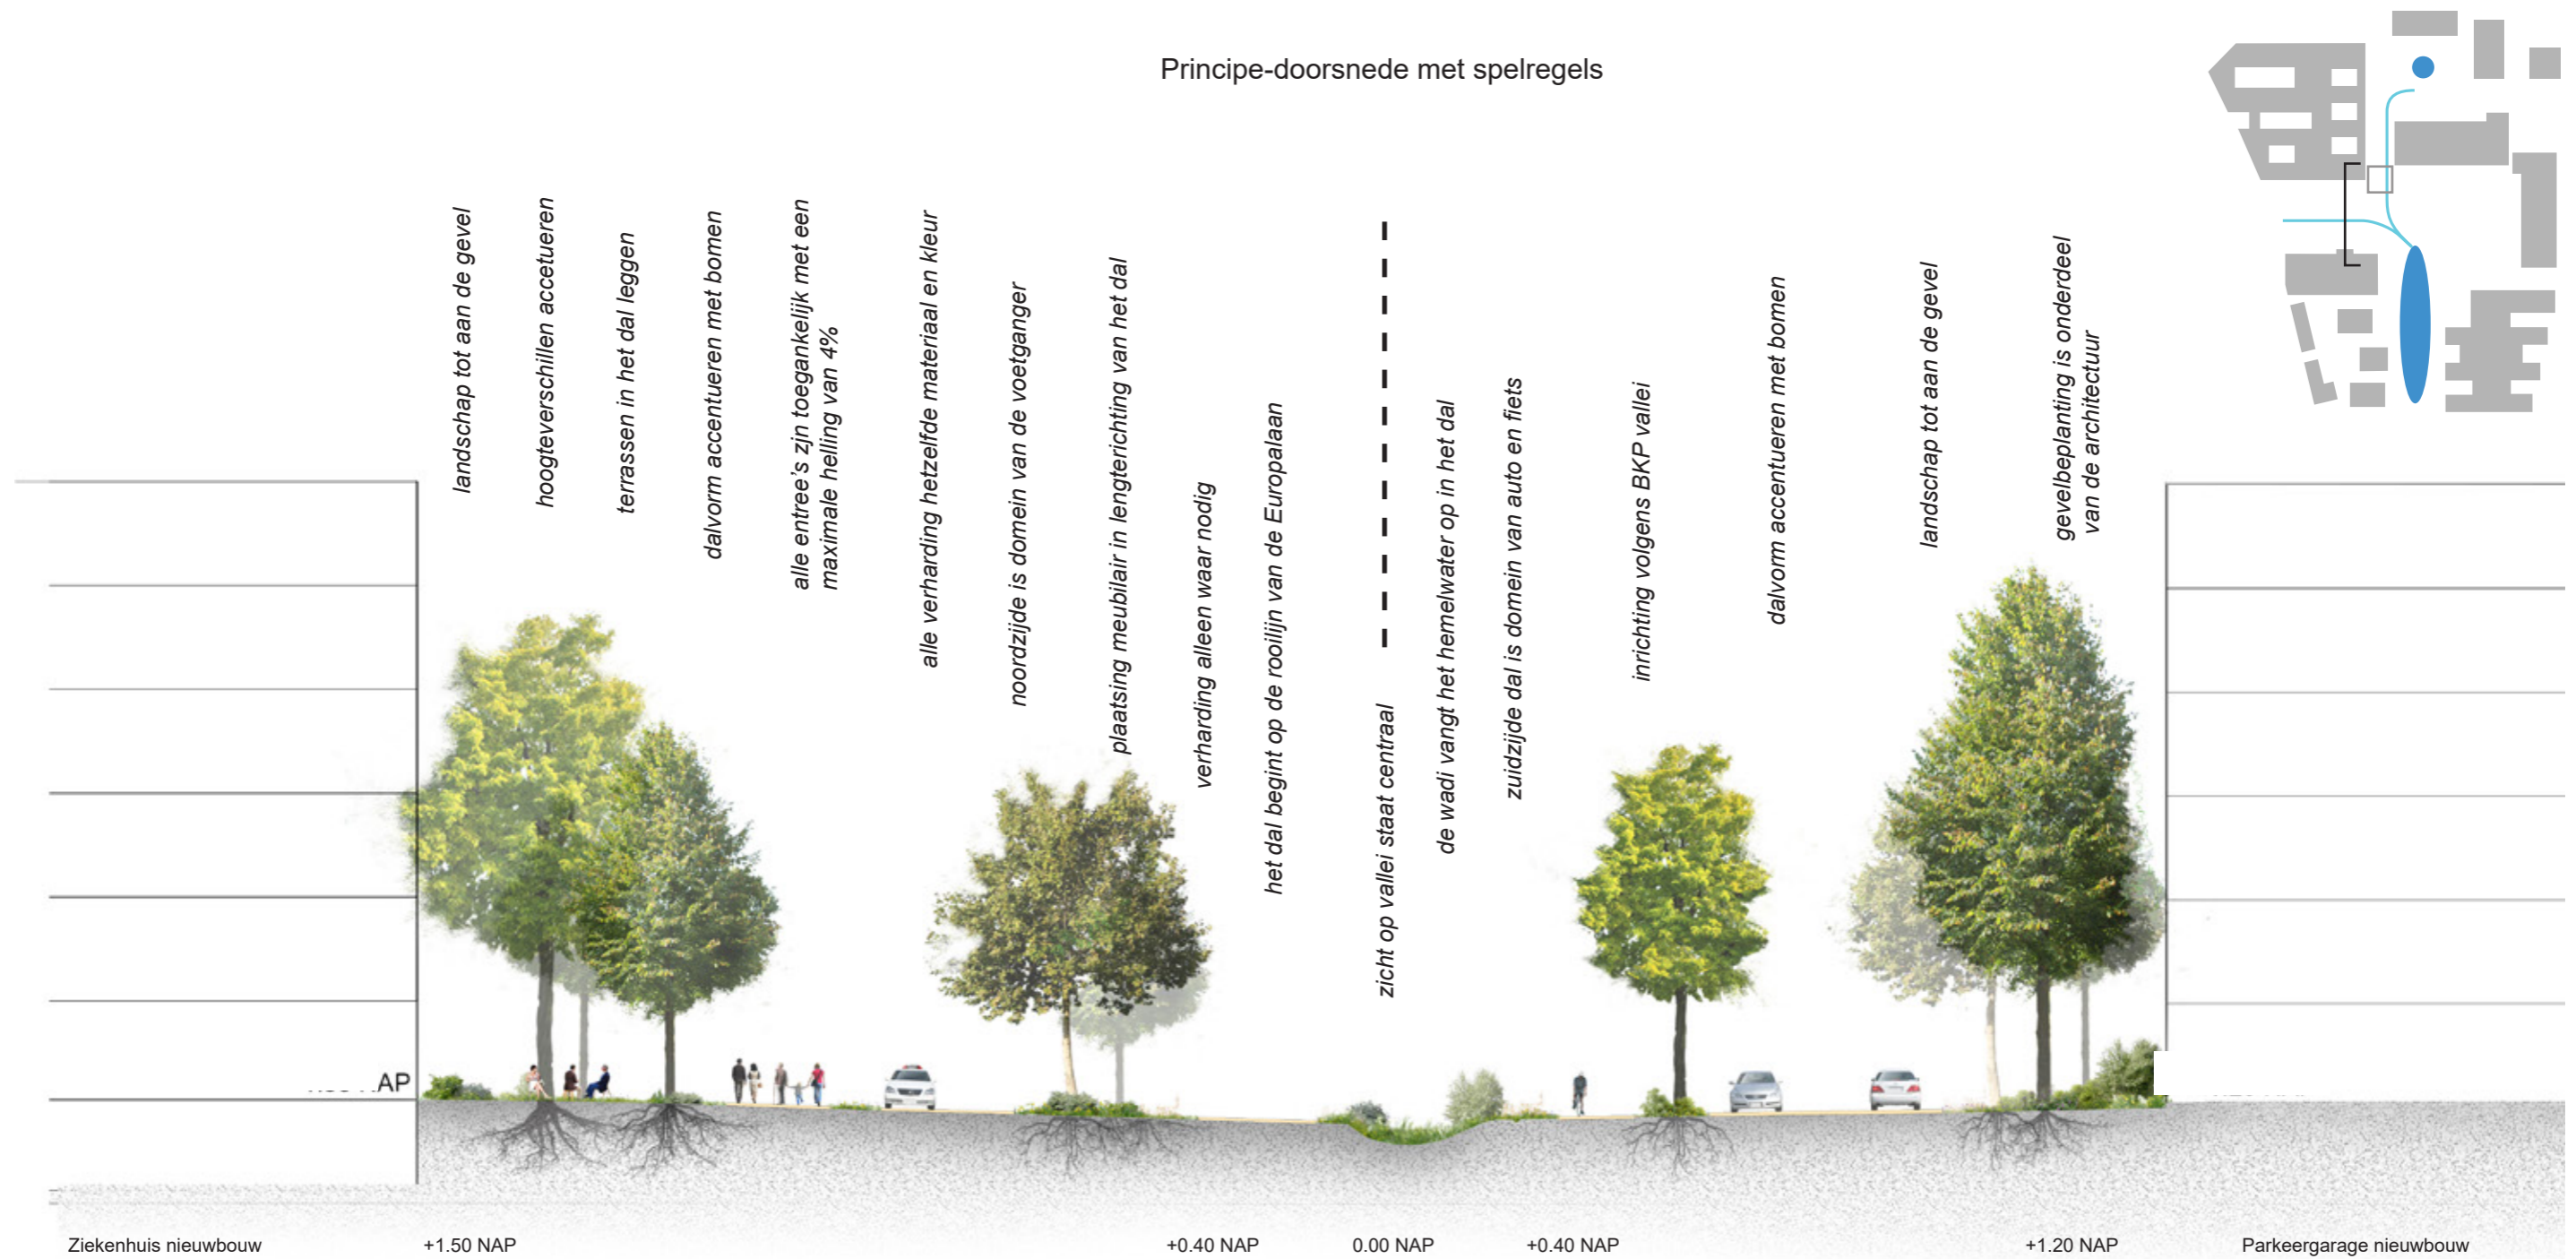 Principe-doorsnede met spelregels
landschap tot aan de gevel
hoogteverschillen accetueren
terrassen in het dal leggen
dalvorm accentueren met bomen
alle entree's zjn toegankelijk met een
maximale helling van 4%
alle verharding hetzelfde materiaal en kleur
noordzijde is domein van de voetganger
plaatsing meubilair in lengterichting van het dal
verharding alleen waar nodig
het dal begint op de rooilijn van de Europalaan
zicht op vallei staat centraal
de wadi vangt het hemelwater op in het dal
zuidzijde dal is domein van auto en fiets
inrichting volgens BKP vallei
dalvorm accentueren met bomen
landschap tot aan de gevel
gevelbeplanting is onderdeel
van de architectuur
AP
Ziekenhuis nieuwbouw
+1.50 NAP
+0.40 NAP
0.00 NAP
+0.40 NAP
+1.20 NAP
Parkeergarage nieuwbouw